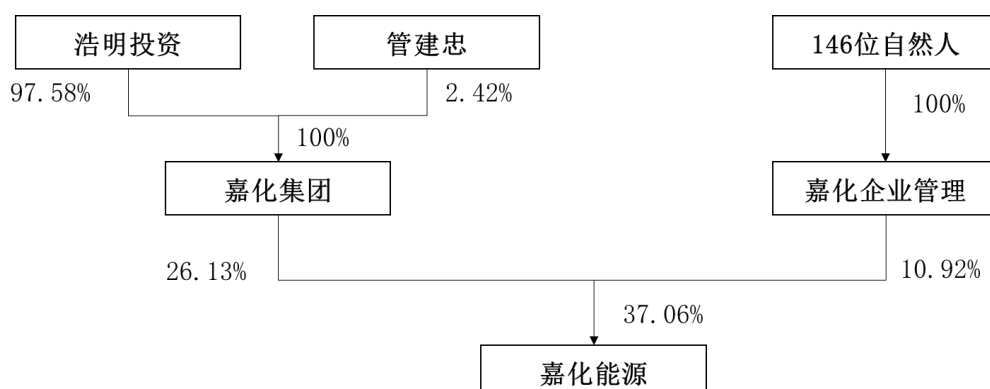 浩明投资
管建忠
146位自然人
97.58%
2.42%
100%
100%
嘉化集团
嘉化企业管理
26.13%
10.92%
37.06%
嘉化能源